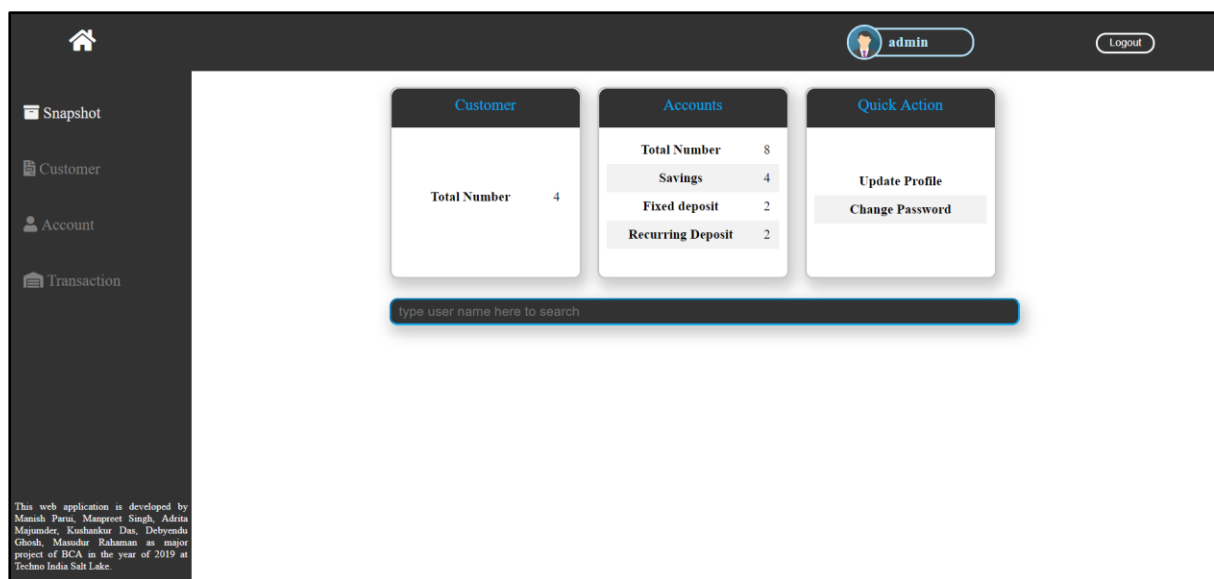 admin
Logout
Snapshot
Customer
Account
Transaction
Customer
Total Number 4
Accounts
Total Number 8
Savings 4
Fixed deposit 2
Recurring Deposit 2
Quick Action
Update Profile
Change Password
type user name here to search
This web application is developed by
Manish Parui, Manpreet Singh, Adrita
Majumder, Kushankur Das, Debyendu
Ghosh, Masudur Rahaman as major
project of BCA in the year of 2019 at
Techno India Salt Lake.